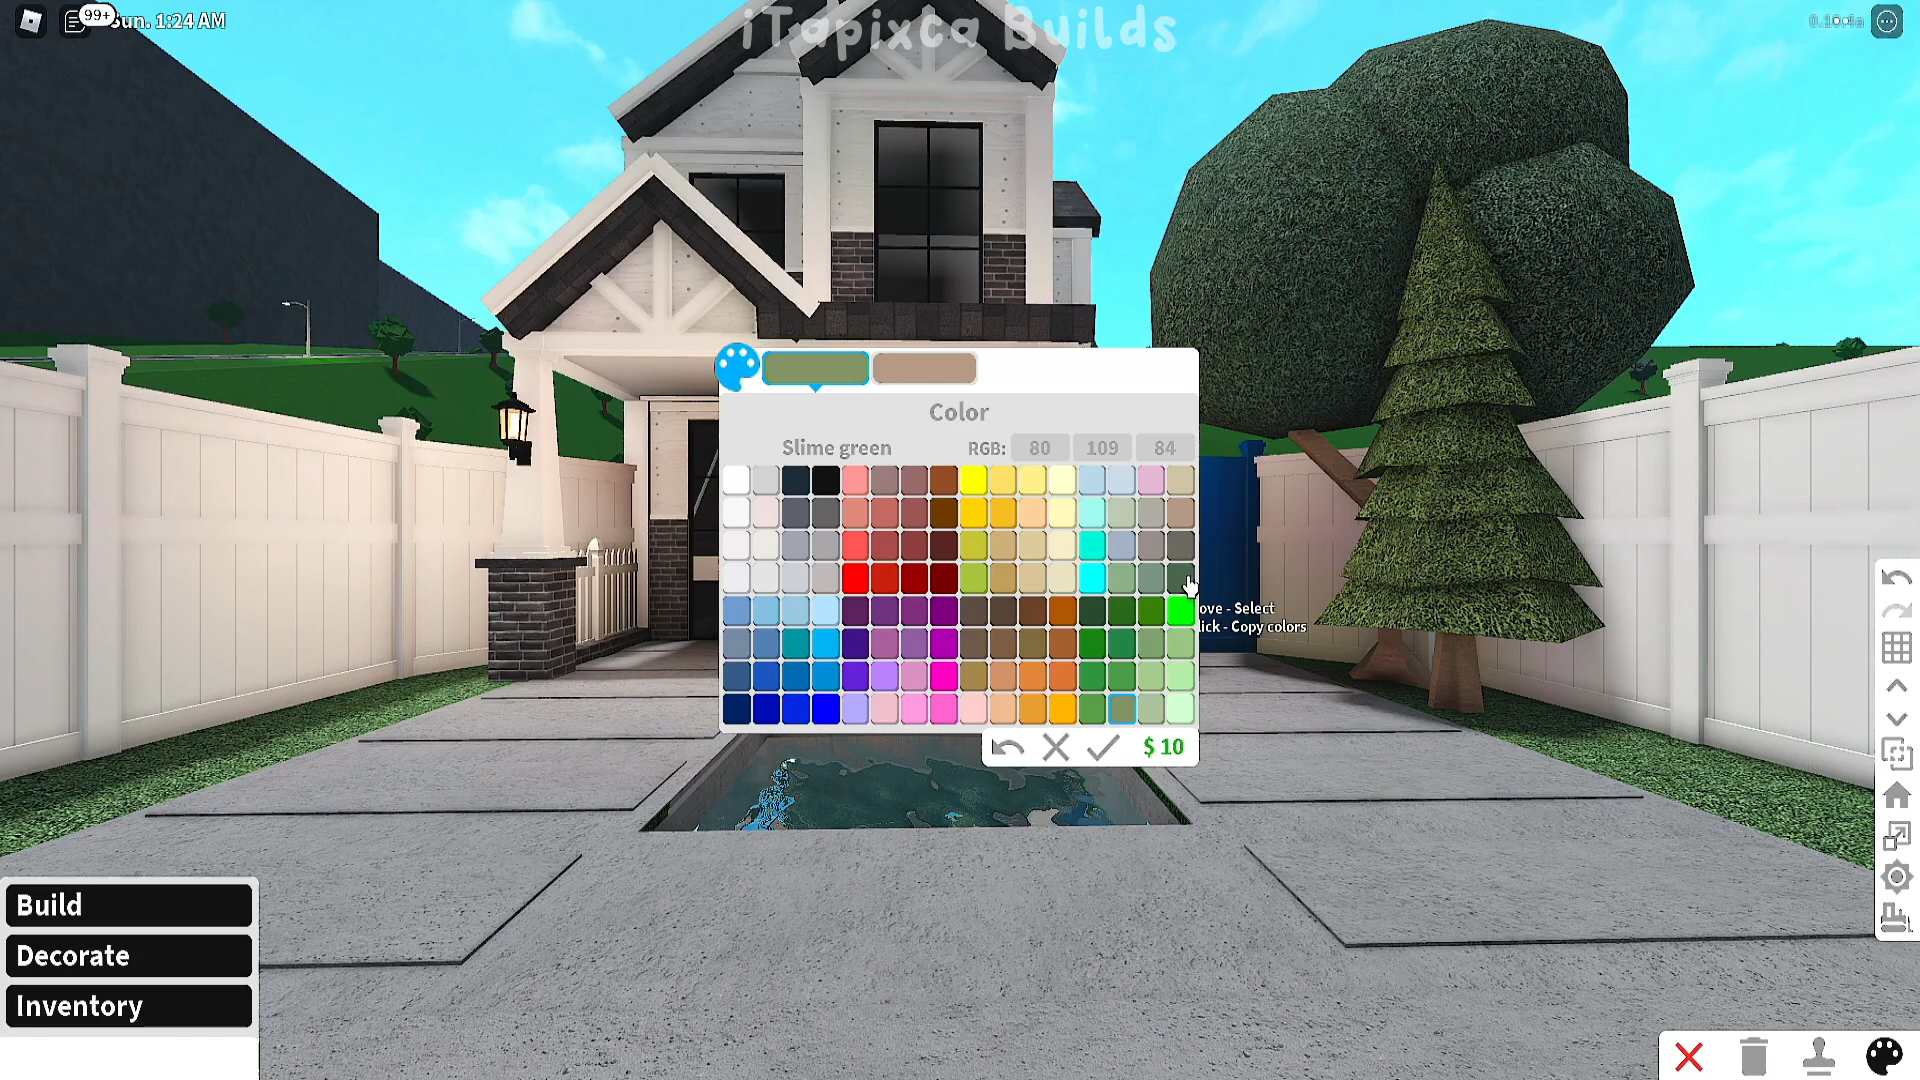 99+
Sun. 1:24 AM
iTapixca Builds
Color
Slime green
RGB: 80 109 84
ove - Select
lick - Copy colors
$ 10
Build
Decorate
Inventory